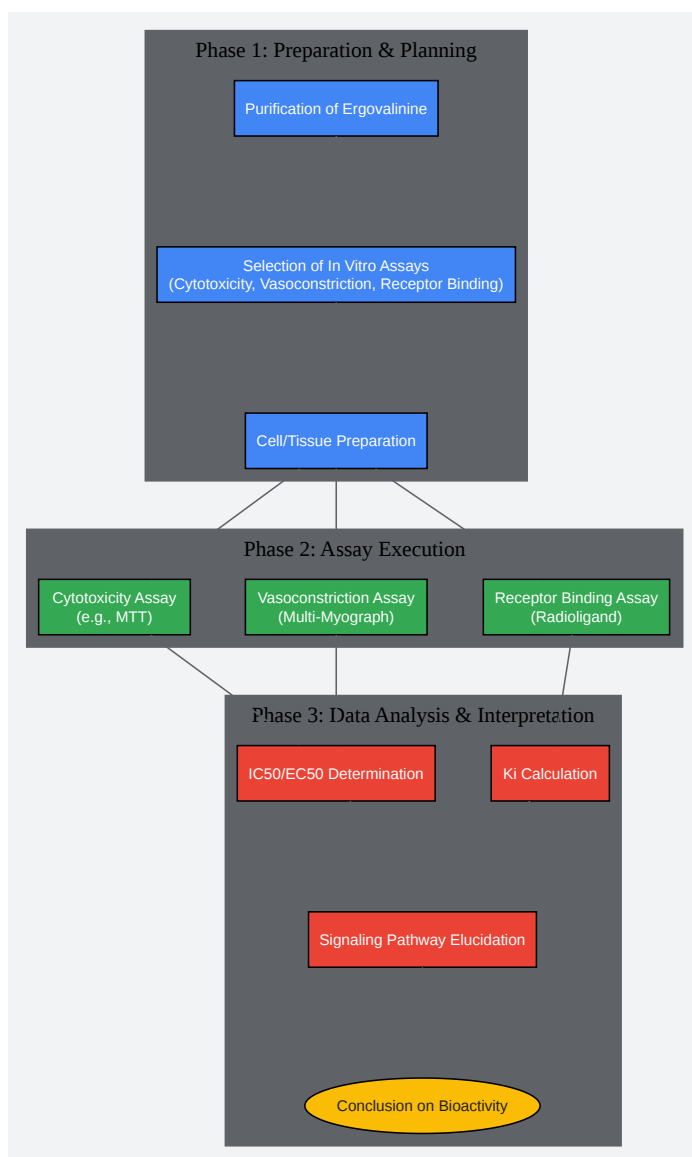 Phase 1: Preparation & Planning
Purification of Ergovalinine
Selection of In Vitro Assays
(Cytotoxicity, Vasoconstriction, Receptor Binding)
Cell/Tissue Preparation
Phase 2: Assay Execution
Cytotoxicity Assay
(e.g., MTT)
Vasoconstriction Assay
(Multi-Myograph)
Receptor Binding Assay
(Radioligand)
Phase 3: Data Analysis & Interpretation
IC50/EC50 Determination
Ki Calculation
Signaling Pathway Elucidation
Conclusion on Bioactivity